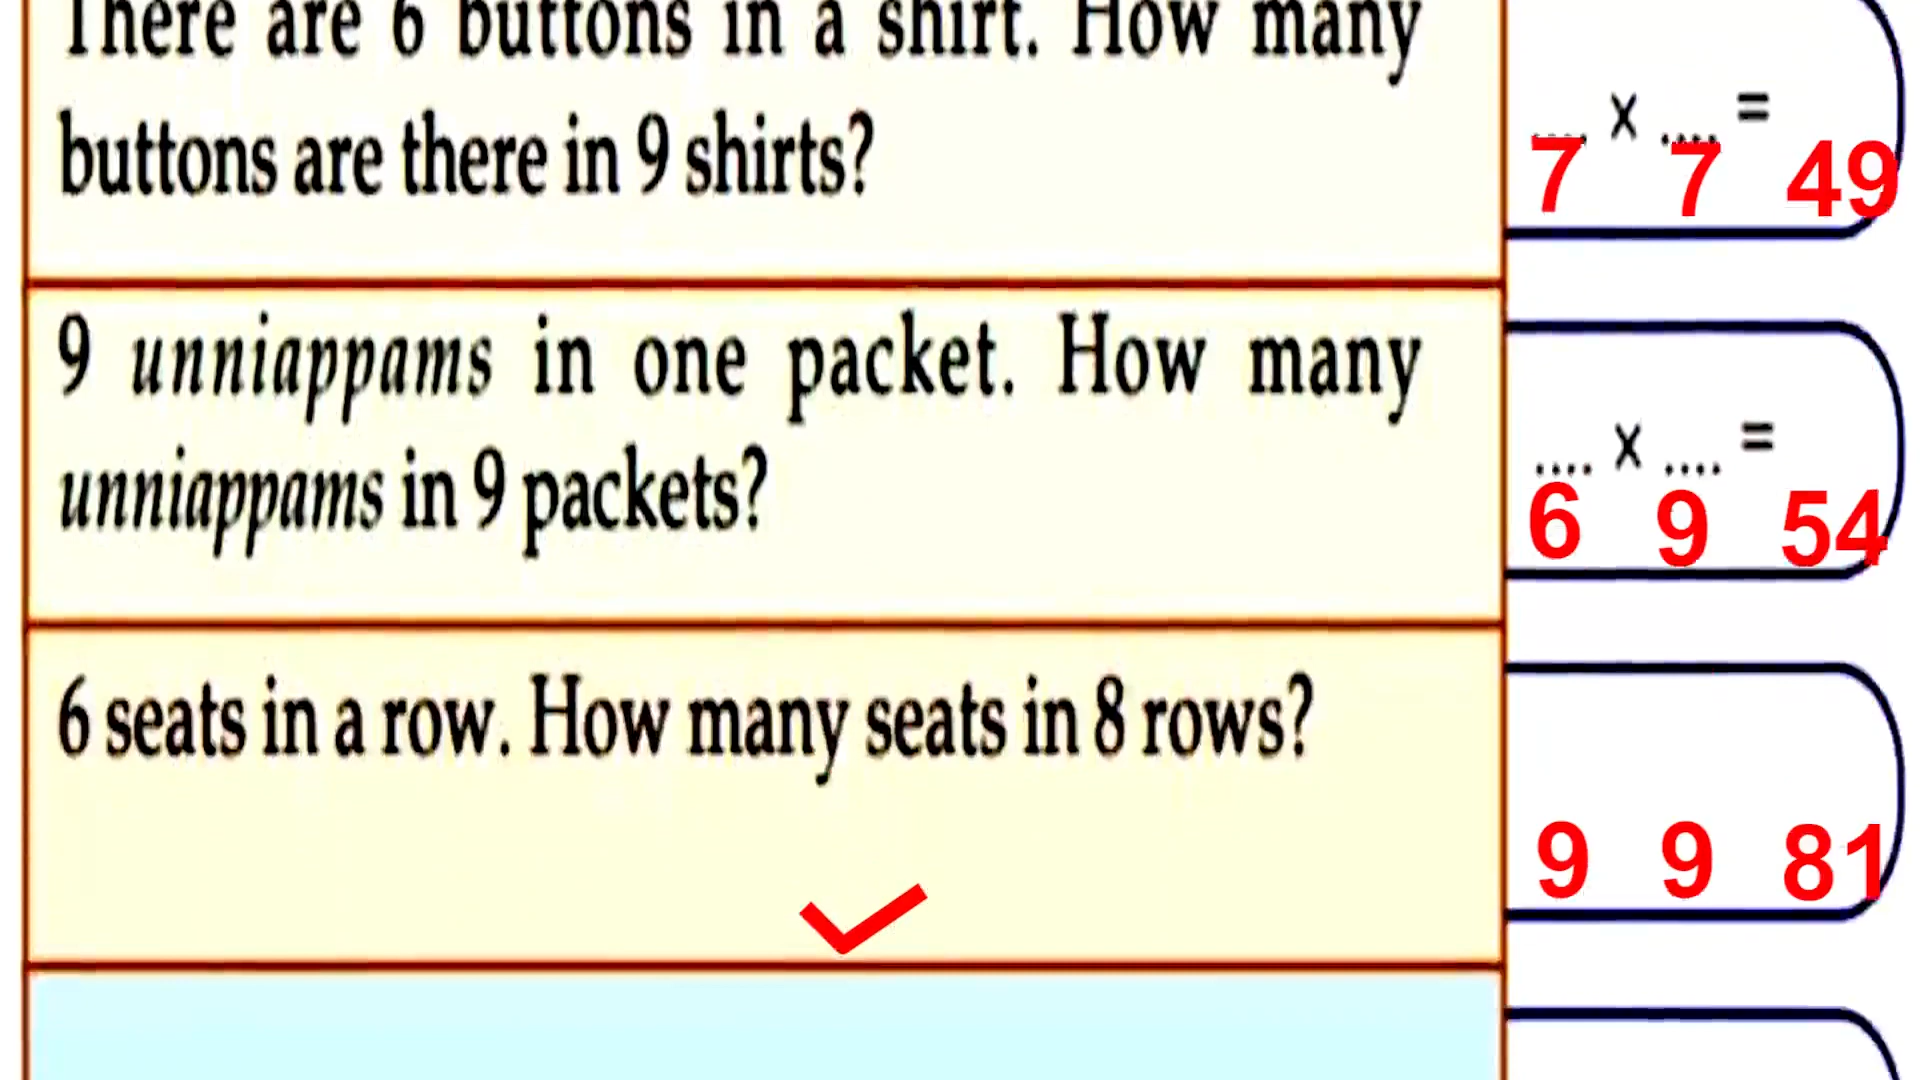 There are 6 buttons in a shirt. How many
buttons are there in 9 shirts?
.... × .... =
7 7 49
9 unniappams in one packet. How many
unniappams in 9 packets?
.... × .... =
6 9 54
6 seats in a row. How many seats in 8 rows?
9 9 81